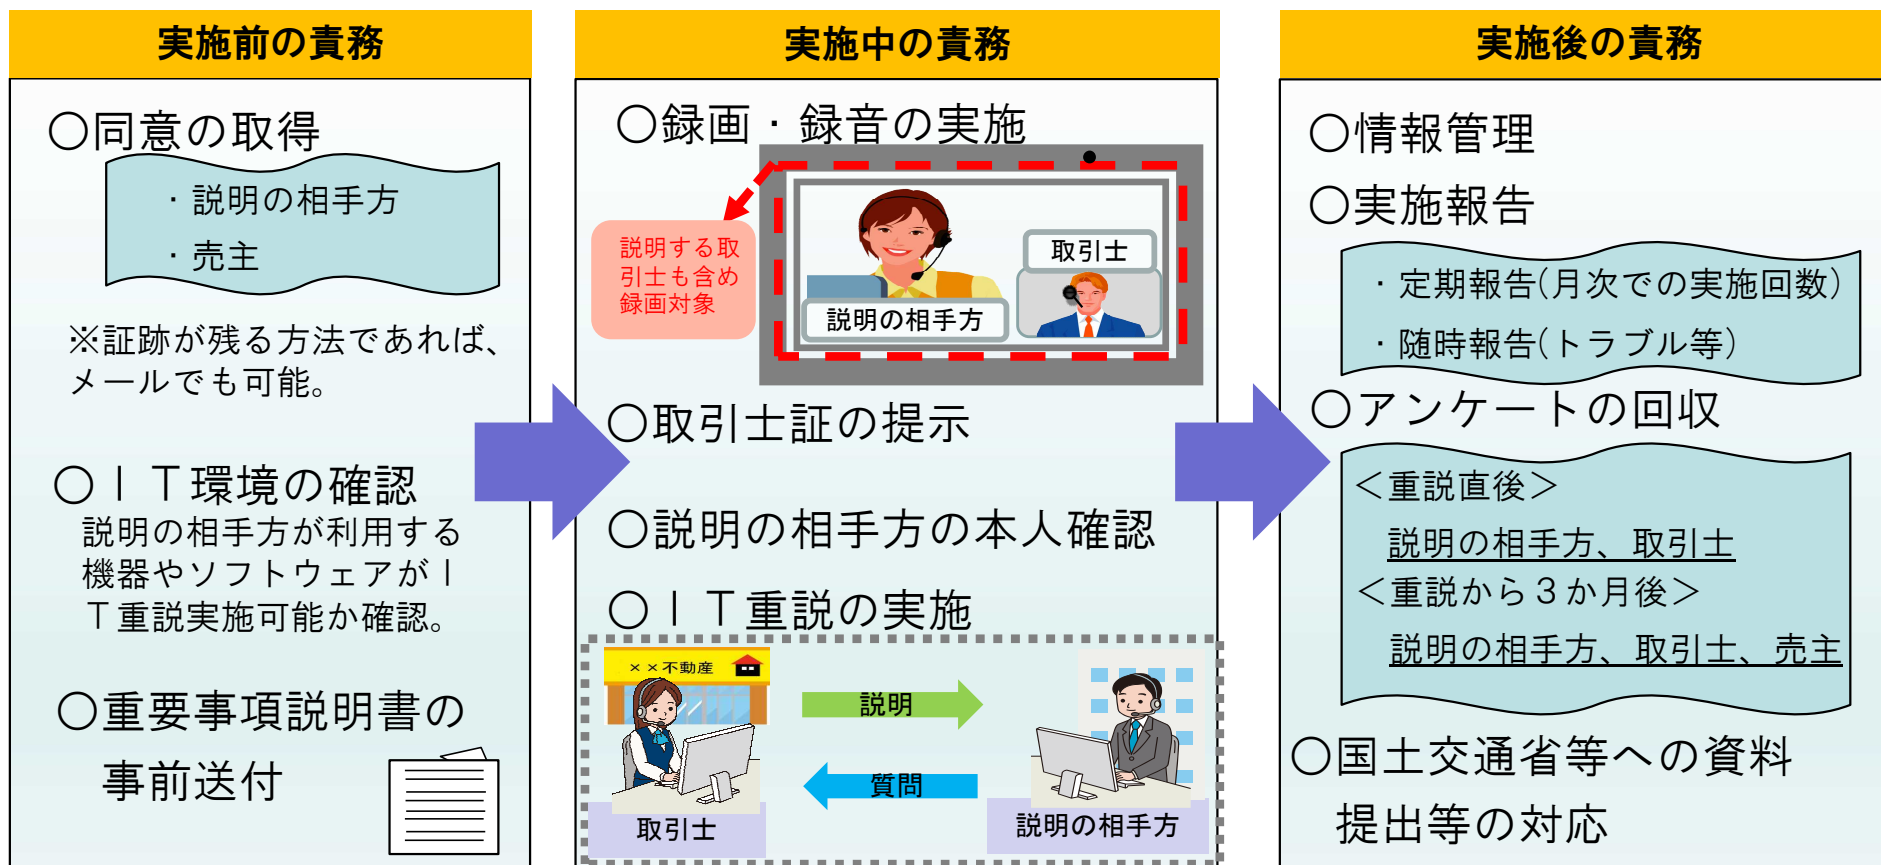 実施前の責務
〇同意の取得
・説明の相手方
・売主
※証跡が残る方法であれば、
メールでも可能。
〇ＩＴ環境の確認
説明の相手方が利用する
機器やソフトウェアがＩ
Ｔ重説実施可能か確認。
〇重要事項説明書の
事前送付
実施中の責務
〇録画・録音の実施
説明する取
引士も含め
録画対象
取引士
説明の相手方
〇取引士証の提示
〇説明の相手方の本人確認
〇ＩＴ重説の実施
××不動産
説明
質問
取引士
説明の相手方
実施後の責務
〇情報管理
〇実施報告
・定期報告(月次での実施回数)
・随時報告(トラブル等)
〇アンケートの回収
＜重説直後＞
説明の相手方、取引士
＜重説から３か月後＞
説明の相手方、取引士、売主
〇国土交通省等への資料
提出等の対応